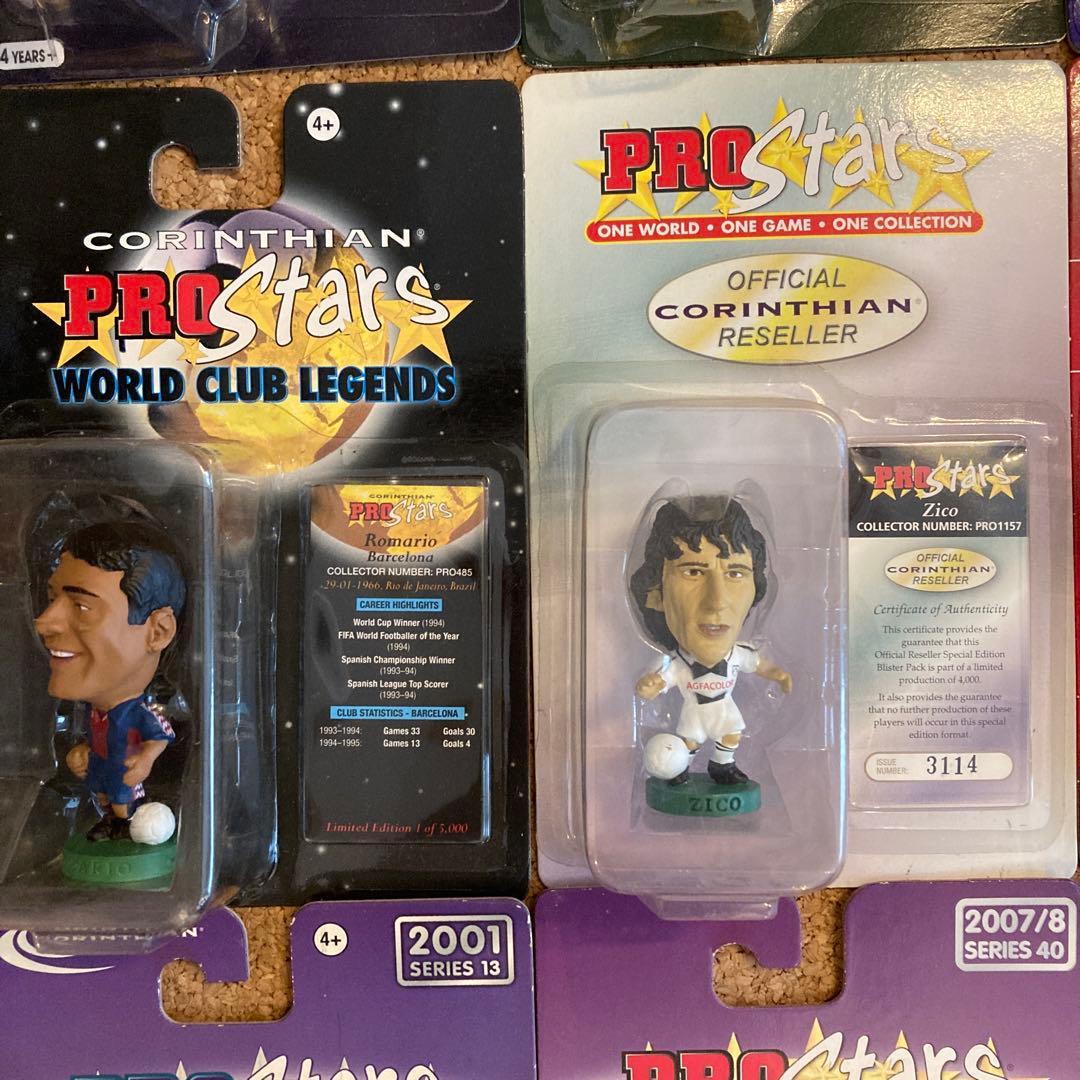 4 YEARS+
4+
CORINTHIAN®
PROStars
WORLD CLUB LEGENDS
CORINTHIAN
PROStars
Romario
Barcelona
COLLECTOR NUMBER: PRO485
29-01-1966, Rio de Janeiro, Brazil
CAREER HIGHLIGHTS
World Cup Winner (1994)
FIFA World Footballer of the Year
(1994)
Spanish Championship Winner
(1993–94)
Spanish League Top Scorer
(1993–94)
CLUB STATISTICS - BARCELONA
1993–1994: Games 33 Goals 30
1994–1995: Games 13 Goals 4
Limited Edition 1 of 5,000
ARIO
PROStars
ONE WORLD • ONE GAME • ONE COLLECTION
OFFICIAL
CORINTHIAN®
RESELLER
AGFACOLOR
ZICO
PROStars
Zico
COLLECTOR NUMBER: PRO1157
OFFICIAL
CORINTHIAN
RESELLER
Certificate of Authenticity
This certificate provides the
guarantee that this
Official Reseller Special Edition
Blister Pack is part of a limited
production of 4,000.
It also provides the guarantee
that no further production of these
players will occur in this special
edition format.
ISSUE
NUMBER: 3114
CORINTHIAN
4+
2001
SERIES 13
PROStars
2007/8
SERIES 40
PROStars